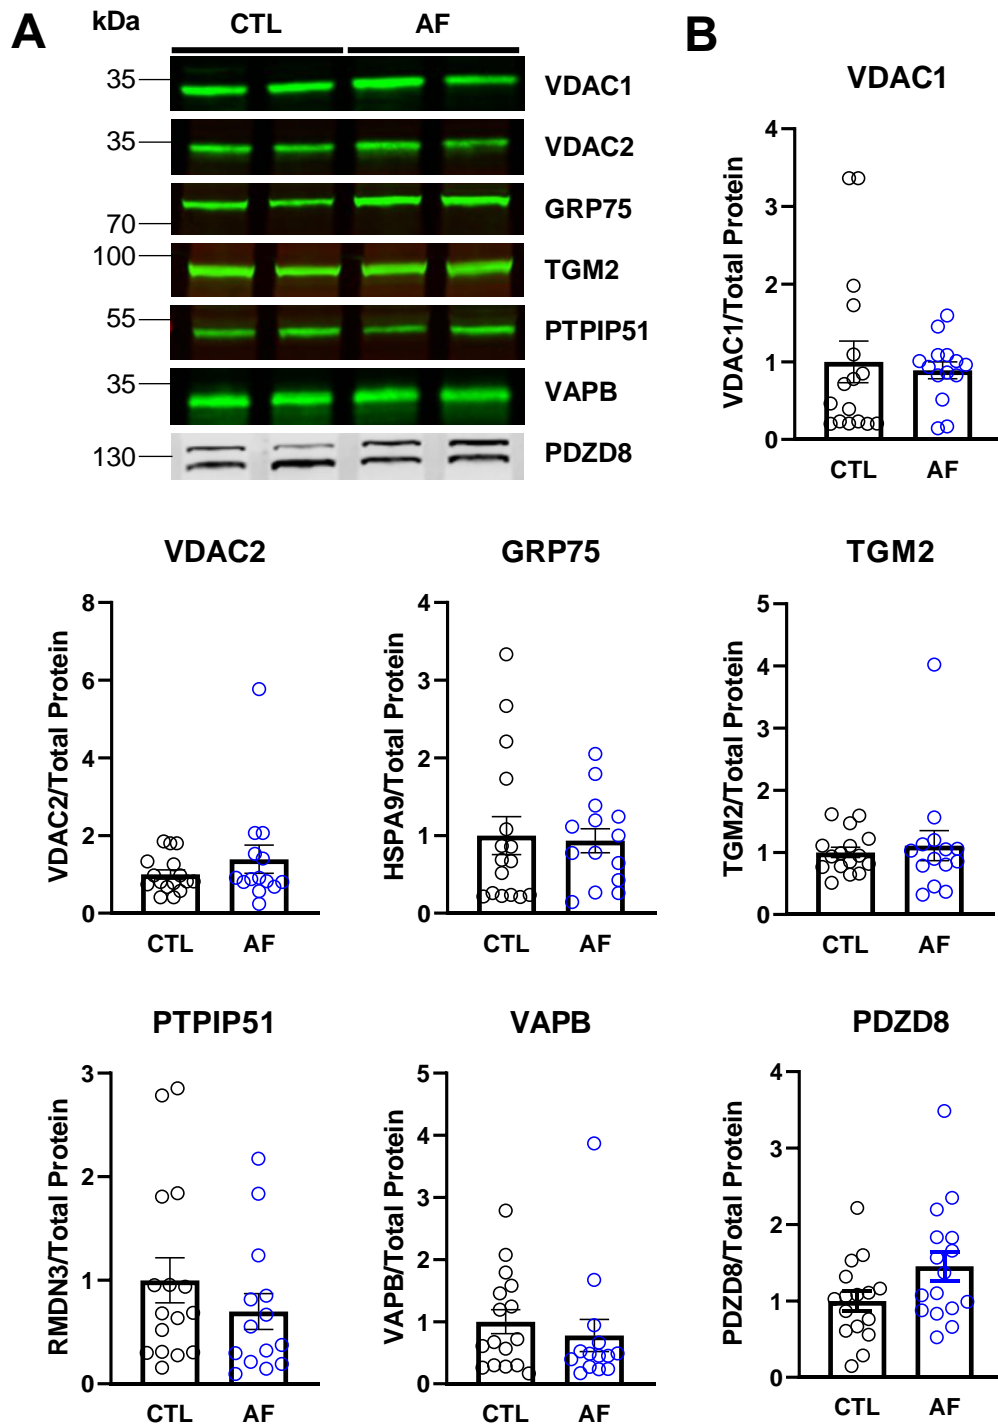 A
kDa
CTL
AF
35
VDAC1
35
VDAC2
70
GRP75
100
TGM2
55
PTPIP51
35
VAPB
130
PDZD8
B
VDAC1
VDAC1/Total Protein
4
3
2
1
0
CTL
AF
VDAC2
VDAC2/Total Protein
8
6
4
2
0
CTL
AF
GRP75
HSPA9/Total Protein
4
3
2
1
0
CTL
AF
TGM2
TGM2/Total Protein
5
4
3
2
1
0
CTL
AF
PTPIP51
RMDN3/Total Protein
3
2
1
0
CTL
AF
VAPB
VAPB/Total Protein
5
4
3
2
1
0
CTL
AF
PDZD8
PDZD8/Total Protein
4
3
2
1
0
CTL
AF